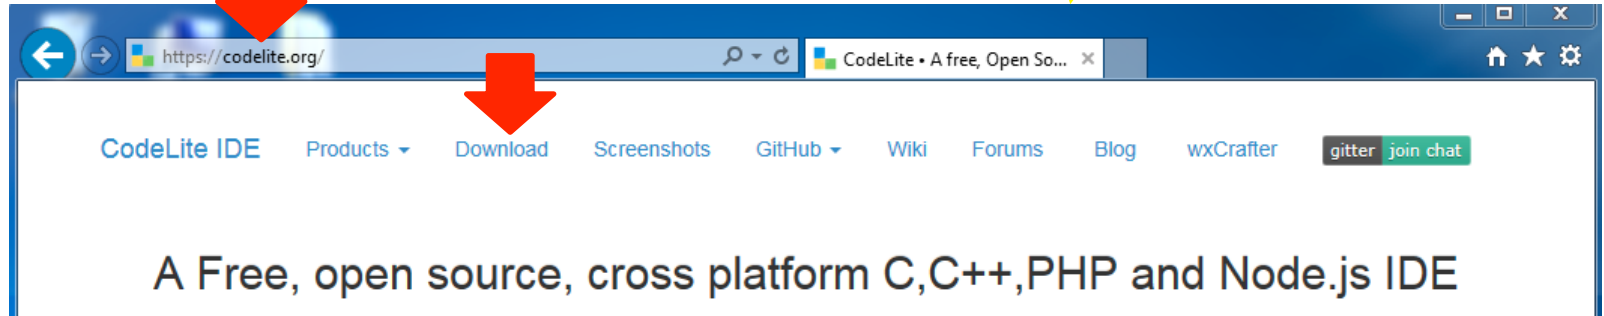 https://codelite.org/
CodeLite • A free, Open So...
CodeLite IDE Products Download Screenshots GitHub Wiki Forums Blog wxCrafter gitter join chat
A Free, open source, cross platform C,C++,PHP and Node.js IDE